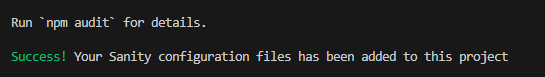 Run `npm audit` for details.
Success! Your Sanity configuration files has been added to this project